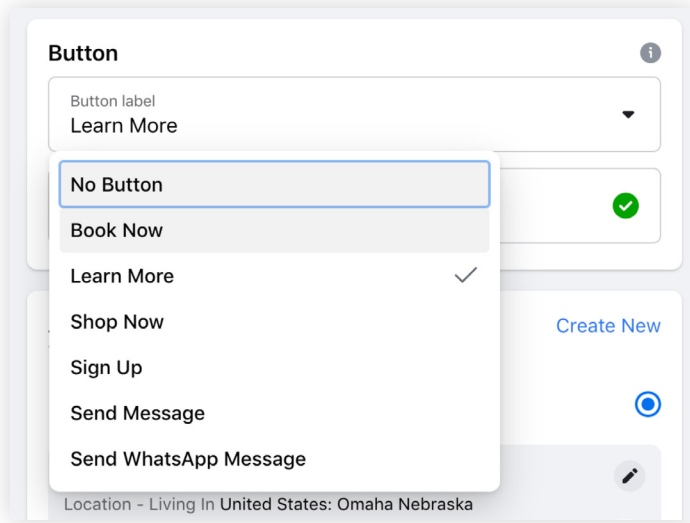 Button
Button label
Learn More
No Button
Book Now
Learn More
Shop Now
Create New
Sign Up
Send Message
Send WhatsApp Message
Location - Living In United States: Omaha Nebraska